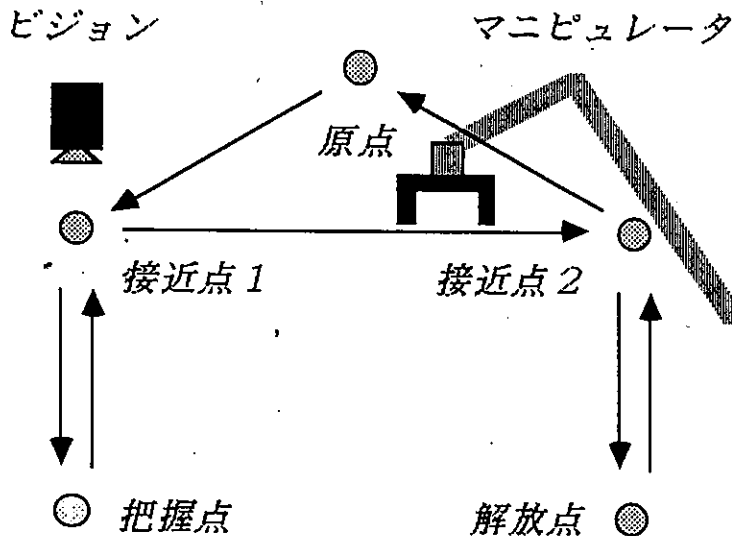 ビジョン
マニピュレータ
原点
接近点1
接近点2
把握点
解放点